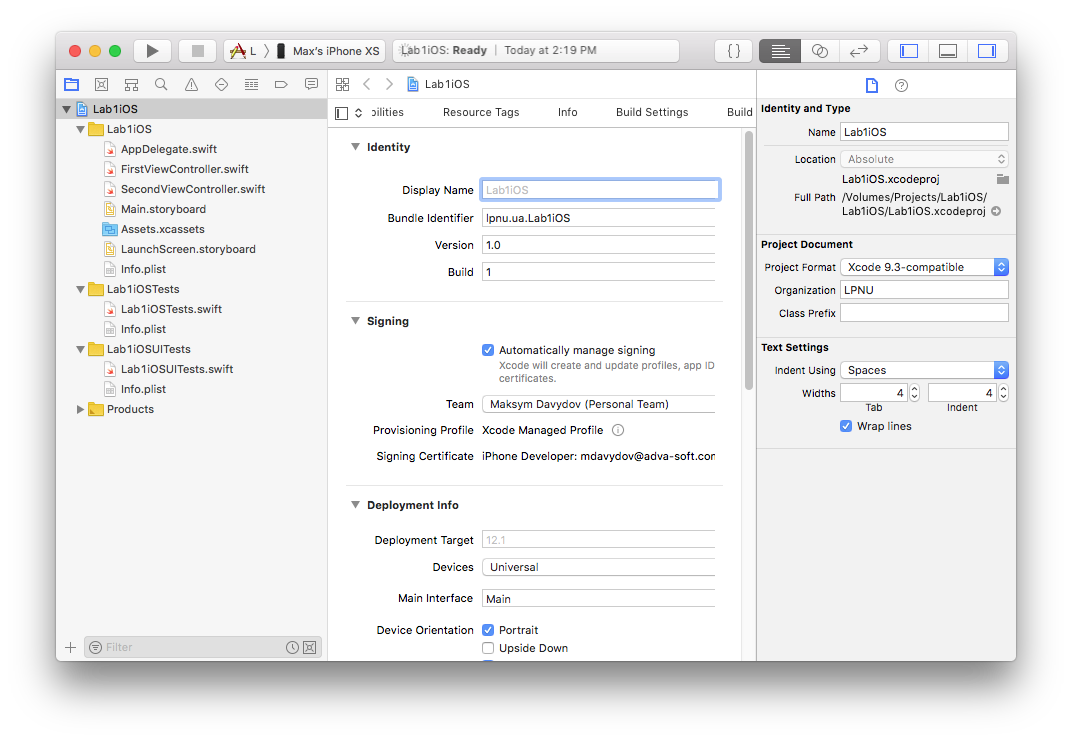 L
Max's iPhone XS
Lab1iOS: Ready
Today at 2:19 PM
Lab1iOS
Lab1iOS
AppDelegate.swift
FirstViewController.swift
SecondViewController.swift
Main.storyboard
Assets.xcassets
LaunchScreen.storyboard
Info.plist
Lab1iOSTests
Lab1iOSTests.swift
Info.plist
Lab1iOSUITests
Lab1iOSUITests.swift
Info.plist
Products
Filter
Lab1iOS
bilities
Resource Tags
Info
Build Settings
Build
Identity
Display Name Lab1iOS
Bundle Identifier lpnu.ua.Lab1iOS
Version 1.0
Build 1
Signing
Automatically manage signing
Xcode will create and update profiles, app ID
certificates.
Team Maksym Davydov (Personal Team)
Provisioning Profile Xcode Managed Profile
Signing Certificate iPhone Developer: mdavydov@adva-soft.con
Deployment Info
Deployment Target 12.1
Devices Universal
Main Interface Main
Device Orientation Portrait
Upside Down
Identity and Type
Name Lab1iOS
Location Absolute
Lab1iOS.xcodeproj
Full Path /Volumes/Projects/Lab1iOS/
Lab1iOS/Lab1iOS.xcodeproj
Project Document
Project Format Xcode 9.3-compatible
Organization LPNU
Class Prefix
Text Settings
Indent Using Spaces
Widths 4 4
Tab Indent
Wrap lines